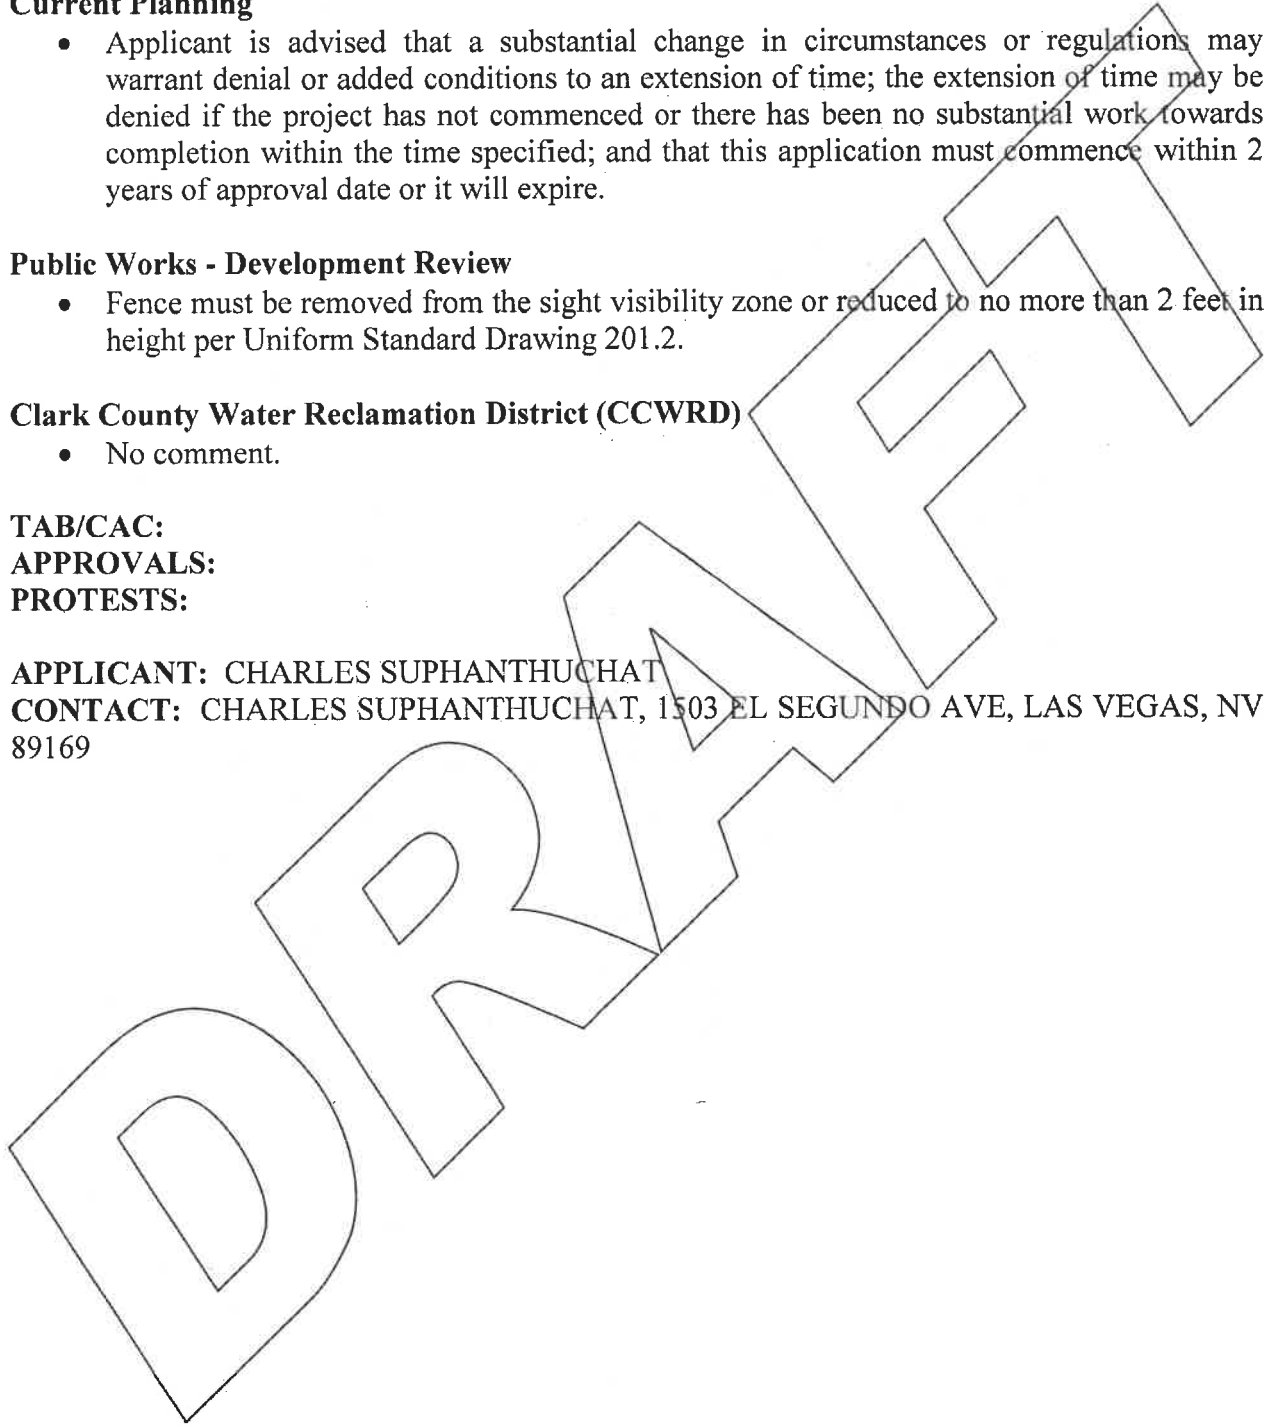 Current Planning
• Applicant is advised that a substantial change in circumstances or regulations may
warrant denial or added conditions to an extension of time; the extension of time may be
denied if the project has not commenced or there has been no substantial work towards
completion within the time specified; and that this application must commence within 2
years of approval date or it will expire.
Public Works - Development Review
• Fence must be removed from the sight visibility zone or reduced to no more than 2 feet in
height per Uniform Standard Drawing 201.2.
Clark County Water Reclamation District (CCWRD)
• No comment.
TAB/CAC:
APPROVALS:
PROTESTS:
APPLICANT: CHARLES SUPHANTHUCHAT
CONTACT: CHARLES SUPHANTHUCHAT, 1503 EL SEGUNDO AVE, LAS VEGAS, NV
89169
DRAFT